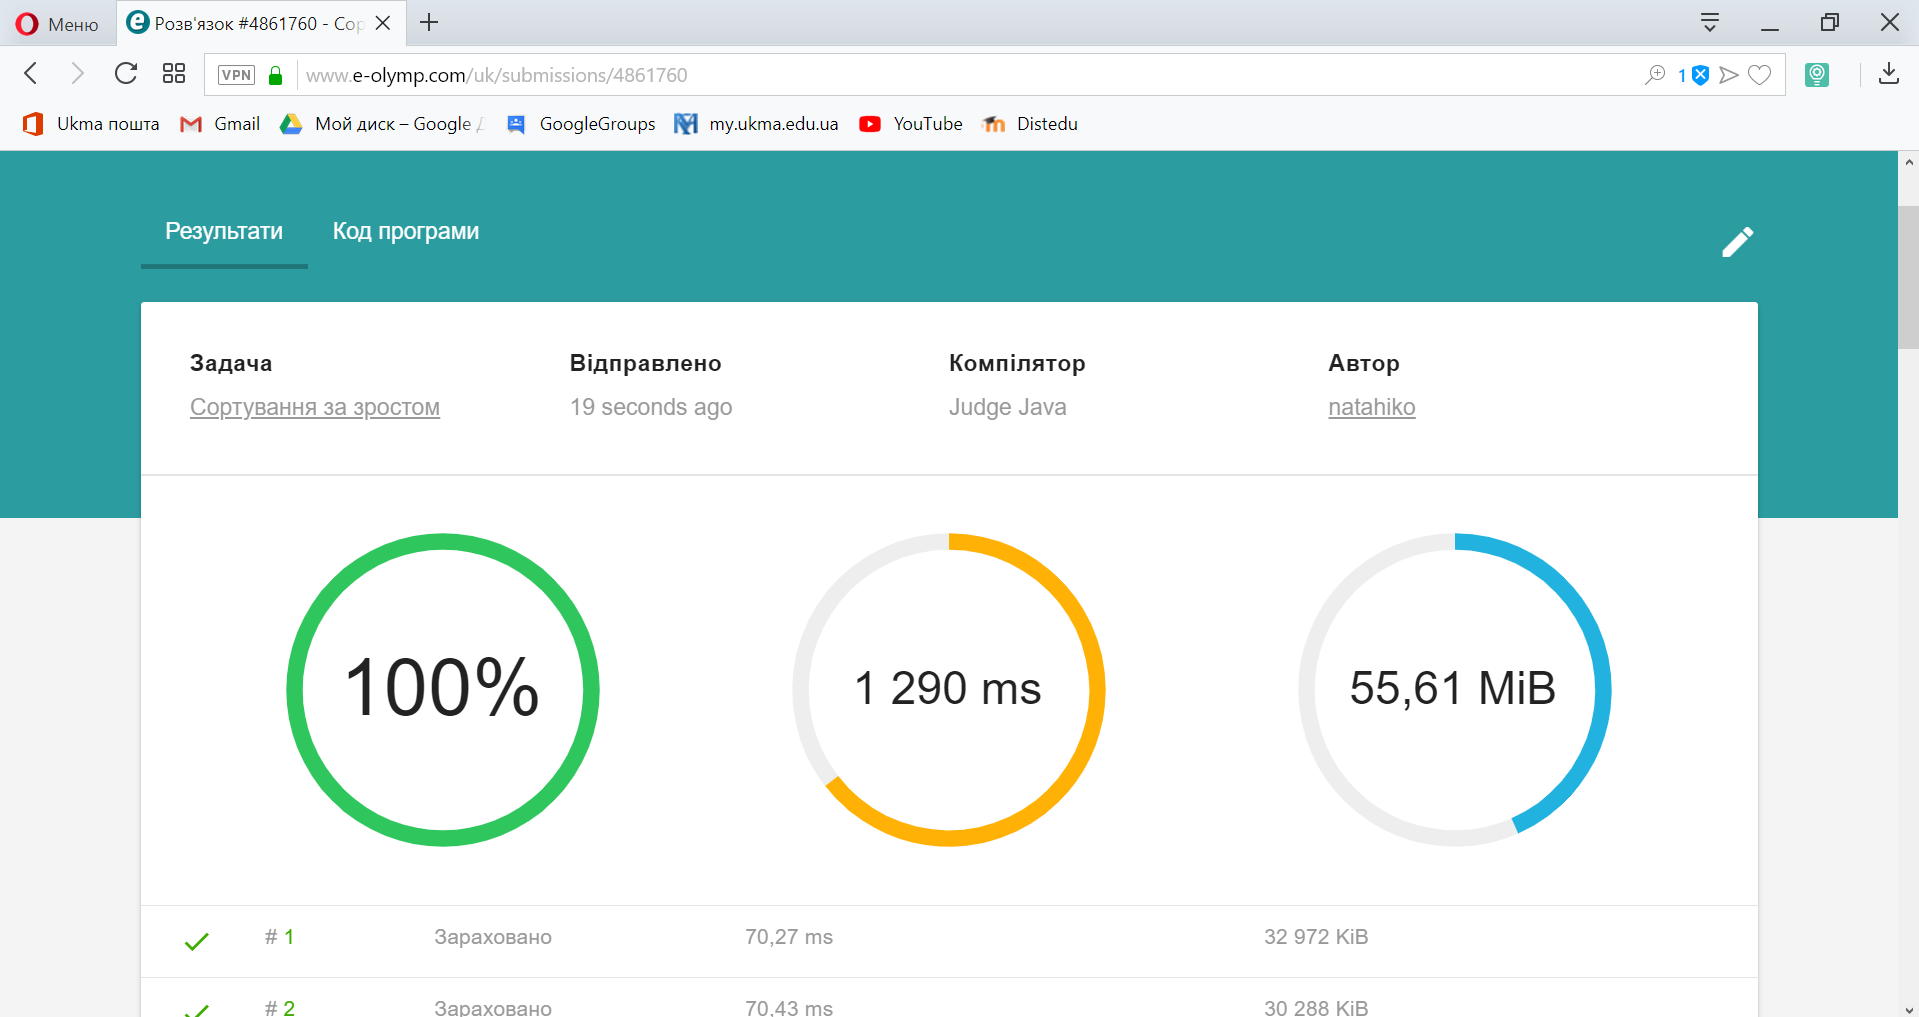 Меню
Розв'язок #4861760 - Сор
VPN
www.e-olymp.com/uk/submissions/4861760
1
Ukma пошта
Gmail
Мой диск – Google
GoogleGroups
my.ukma.edu.ua
YouTube
Distedu
Результати
Код програми
Задача
Відправлено
Компілятор
Автор
Сортування за зростом
19 seconds ago
Judge Java
natahiko
100%
1 290 ms
55,61 MiB
# 1 Зараховано 70,27 ms 32 972 KiB
# 2 Зараховано 70,43 ms 30 288 KiB